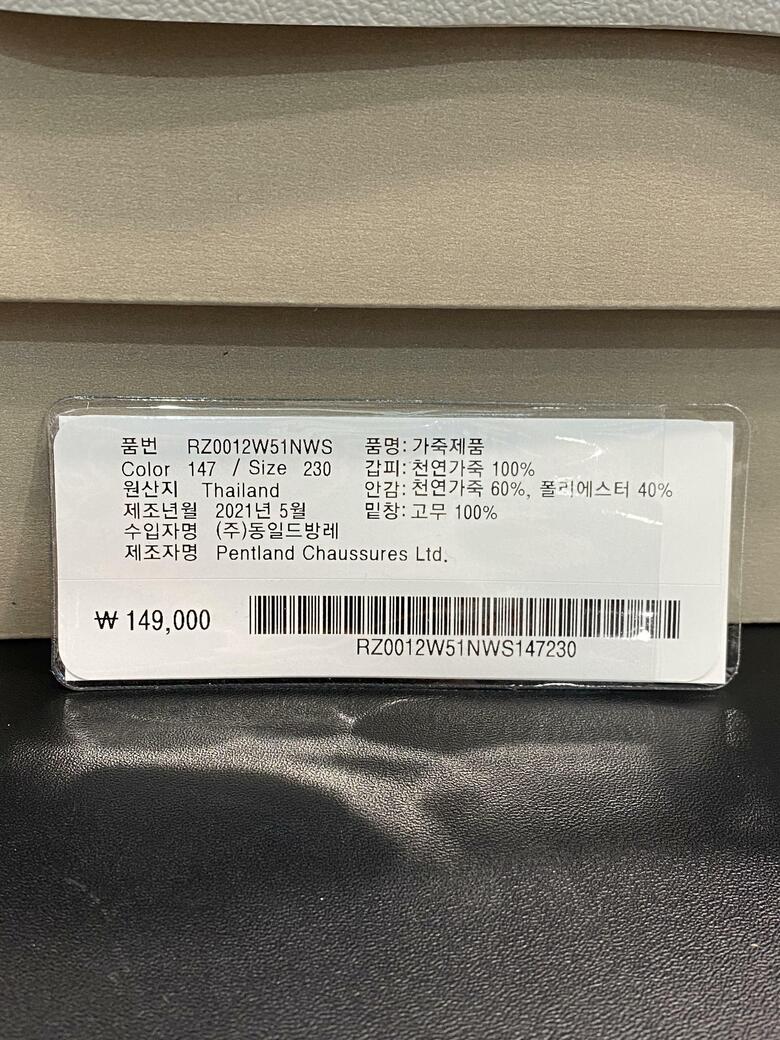 품번 RZ0012W51NWS 품명: 가죽제품
Color 147 / Size 230 갑피: 천연가죽 100%
원산지 Thailand 안감: 천연가죽 60%, 폴리에스터 40%
제조년월 2021년 5월 밑창: 고무 100%
수입자명 (주)동일드방레
제조자명 Pentland Chaussures Ltd.
₩ 149,000
RZ0012W51NWS147230